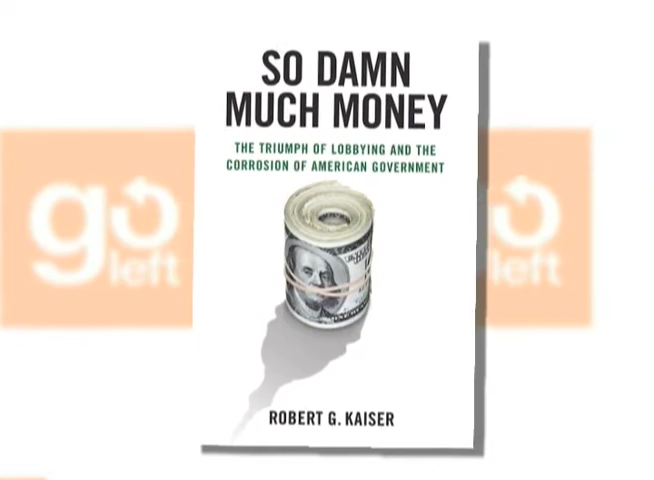 SO DAMN
MUCH MONEY
THE TRIUMPH OF LOBBYING AND THE
CORROSION OF AMERICAN GOVERNMENT
go
left
left
ROBERT G. KAISER